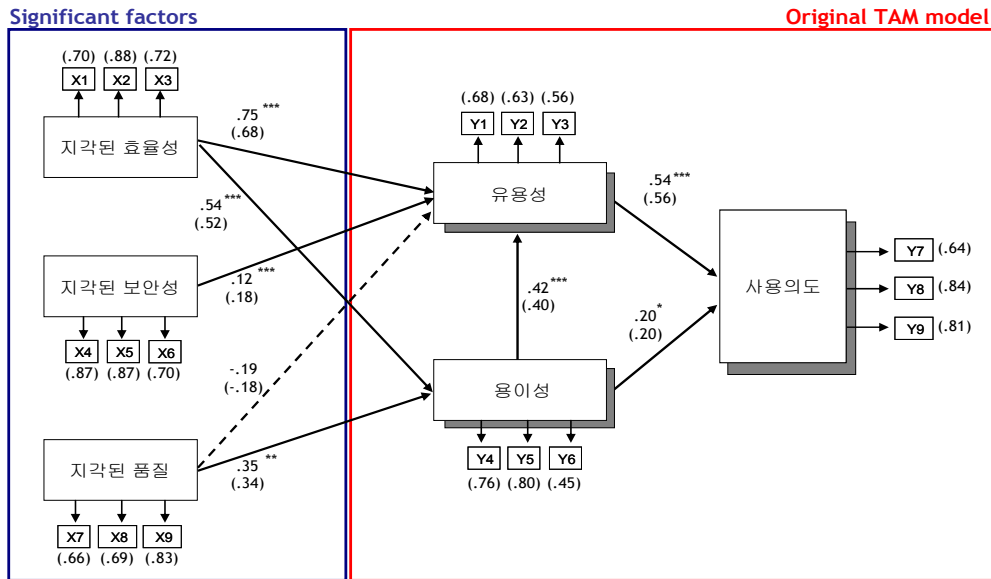 Significant factors
Original TAM model
(.70) (.88) (.72)
X1 X2 X3
지각된 효율성
.75 ***
(.68)
.54 ***
(.52)
지각된 보안성
X4 X5 X6
(.87) (.87) (.70)
.12 ***
(.18)
-.19
(-.18)
지각된 품질
X7 X8 X9
(.66) (.69) (.83)
.35 **
(.34)
(.68) (.63) (.56)
Y1 Y2 Y3
유용성
.54 ***
(.56)
.42 ***
(.40)
.20 *
(.20)
용이성
Y4 Y5 Y6
(.76) (.80) (.45)
사용의도
Y7 (.64)
Y8 (.84)
Y9 (.81)